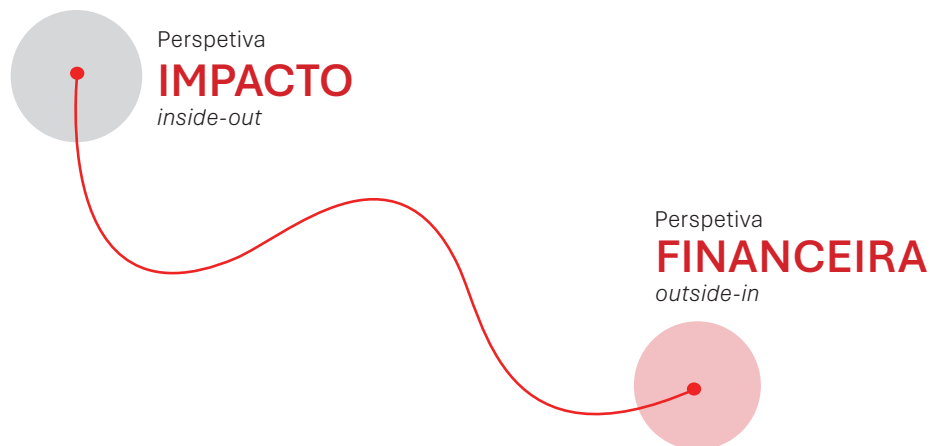 Perspetiva
IMPACTO
inside-out
Perspetiva
FINANCEIRA
outside-in